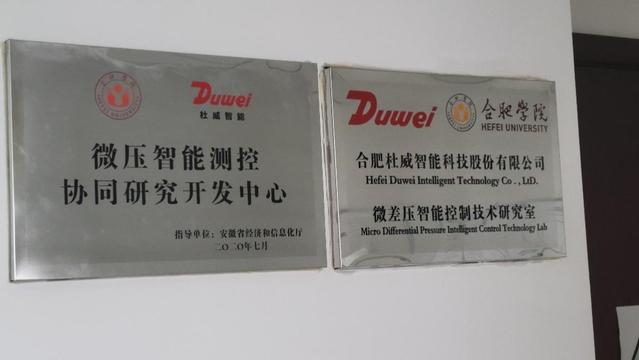 Duwei
杜威智能
微压智能测控
协同研究开发中心
指导单位：安徽省经济和信息化厅
二〇二〇年七月
Duwei
合肥学院
HEFEI UNIVERSITY
合肥杜威智能科技股份有限公司
Hefei Duwei Intelligent Technology Co., LTD.
微差压智能控制技术研究室
Micro Differential Pressure Intelligent Control Technology Lab